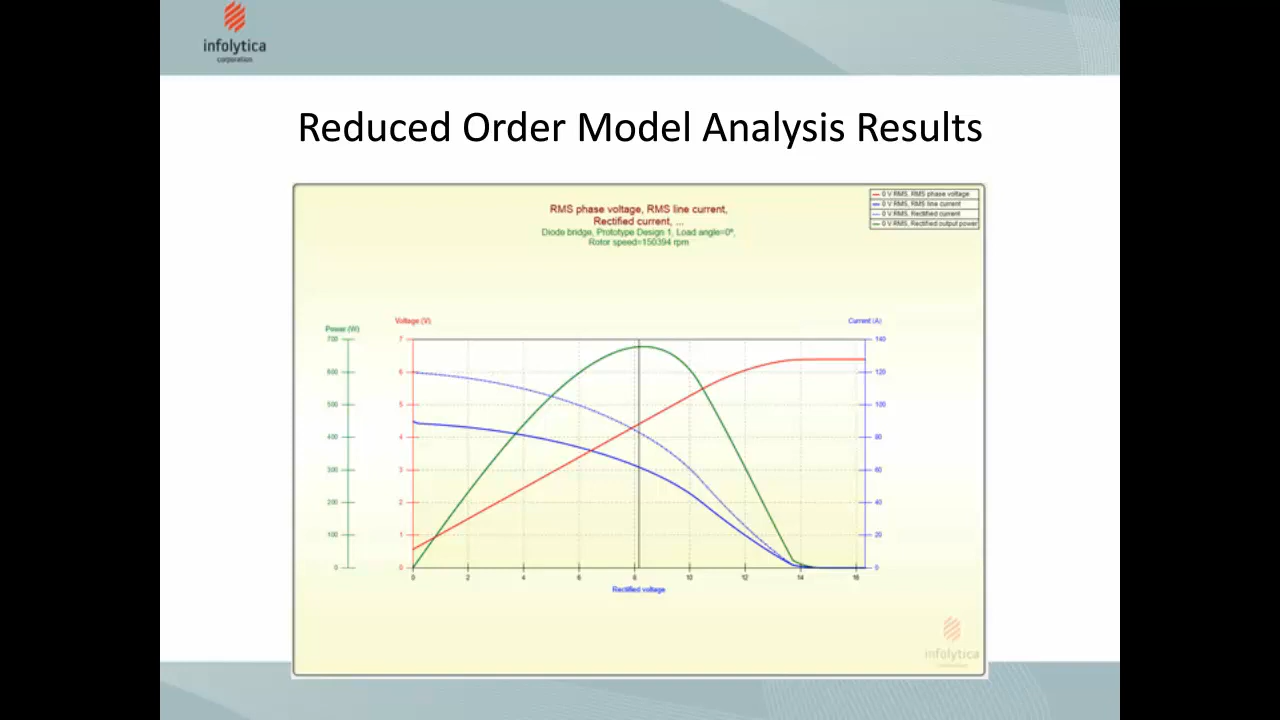 infolytica
corporation
Reduced Order Model Analysis Results
RMS phase voltage, RMS line current,
Rectified current, ...
Diode bridge, Prototype Design 1, Load angle=0º,
Rotor speed=150394 rpm
0 V RMS, RMS phase voltage
0 V RMS, RMS line current
0 V RMS, Rectified current
0 V RMS, Rectified output power
Power (W)
700
600
500
400
300
200
100
0
Voltage (V)
7
6
5
4
3
2
1
0
Current (A)
140
120
100
80
60
40
20
0
0 2 4 6 8 10 12 14 16
Rectified voltage
infolytica